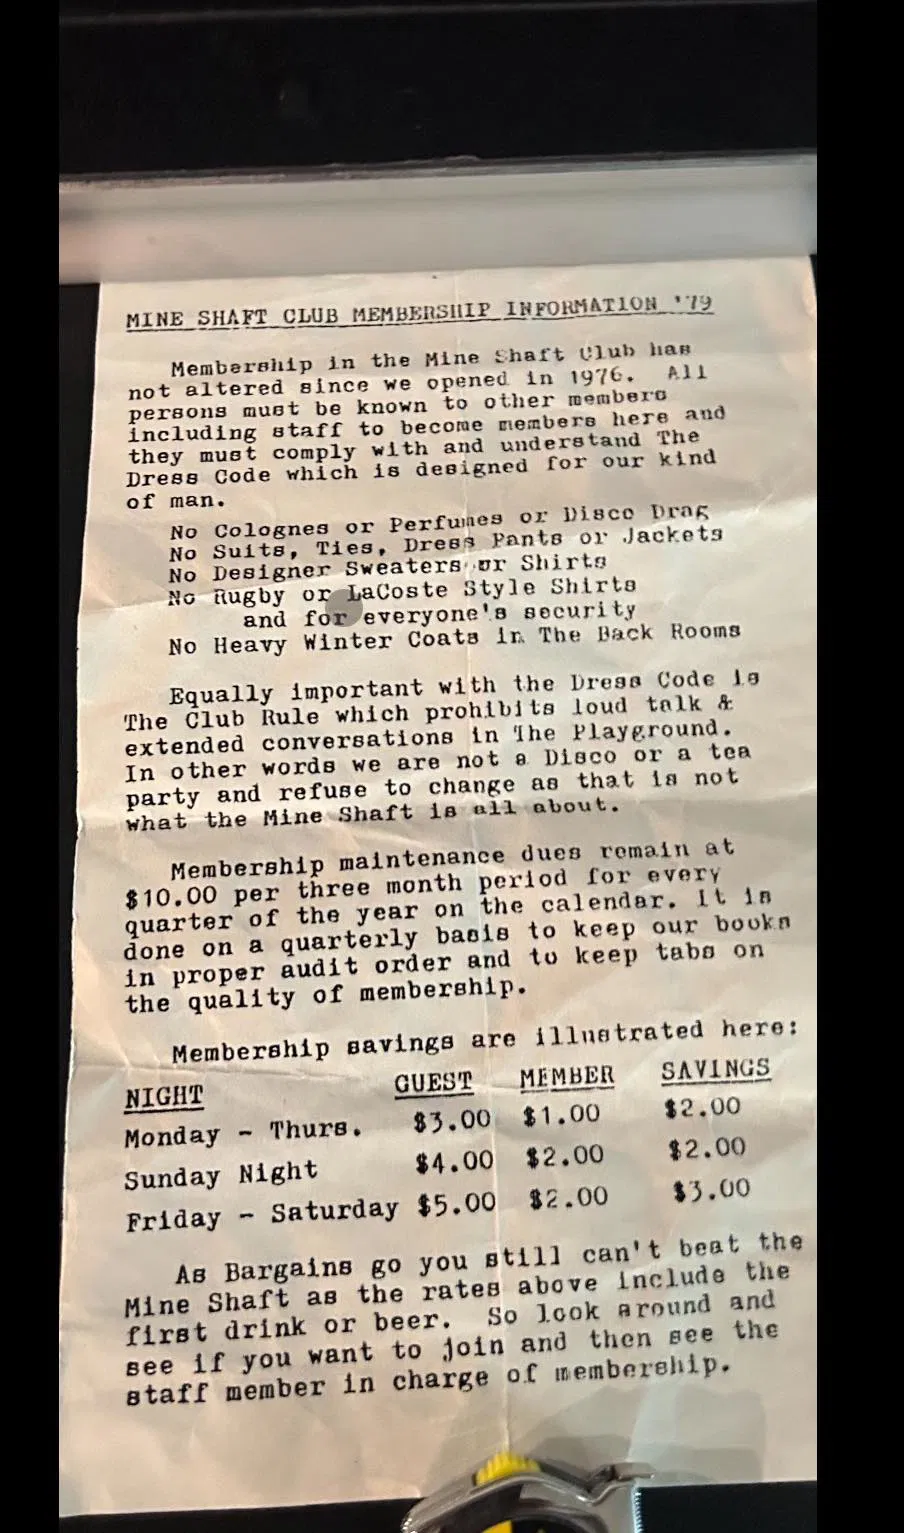 MINE SHAFT CLUB MEMBERSHIP INFORMATION '79
Membership in the Mine Shaft Club has
not altered since we opened in 1976. All
persons must be known to other members
including staff to become members here and
they must comply with and understand The
Dress Code which is designed for our kind
of man.
No Colognes or Perfumes or Disco Drag
No Suits, Ties, Dress Pants or Jackets
No Designer Sweaters or Shirts
No Rugby or LaCoste Style Shirts
and for everyone's security
No Heavy Winter Coats in The Back Rooms
Equally important with the Dress Code is
The Club Rule which prohibits loud talk &
extended conversations in The Playground.
In other words we are not a Disco or a tea
party and refuse to change as that is not
what the Mine Shaft is all about.
Membership maintenance dues remain at
$10.00 per three month period for every
quarter of the year on the calendar. It is
done on a quarterly basis to keep our books
in proper audit order and to keep tabs on
the quality of membership.
Membership savings are illustrated here:
NIGHT GUEST MEMBER SAVINGS
Monday - Thurs. $3.00 $1.00 $2.00
Sunday Night $4.00 $2.00 $2.00
Friday - Saturday $5.00 $2.00 $3.00
As Bargains go you still can't beat the
Mine Shaft as the rates above include the
first drink or beer. So look around and
see if you want to join and then see the
staff member in charge of membership.